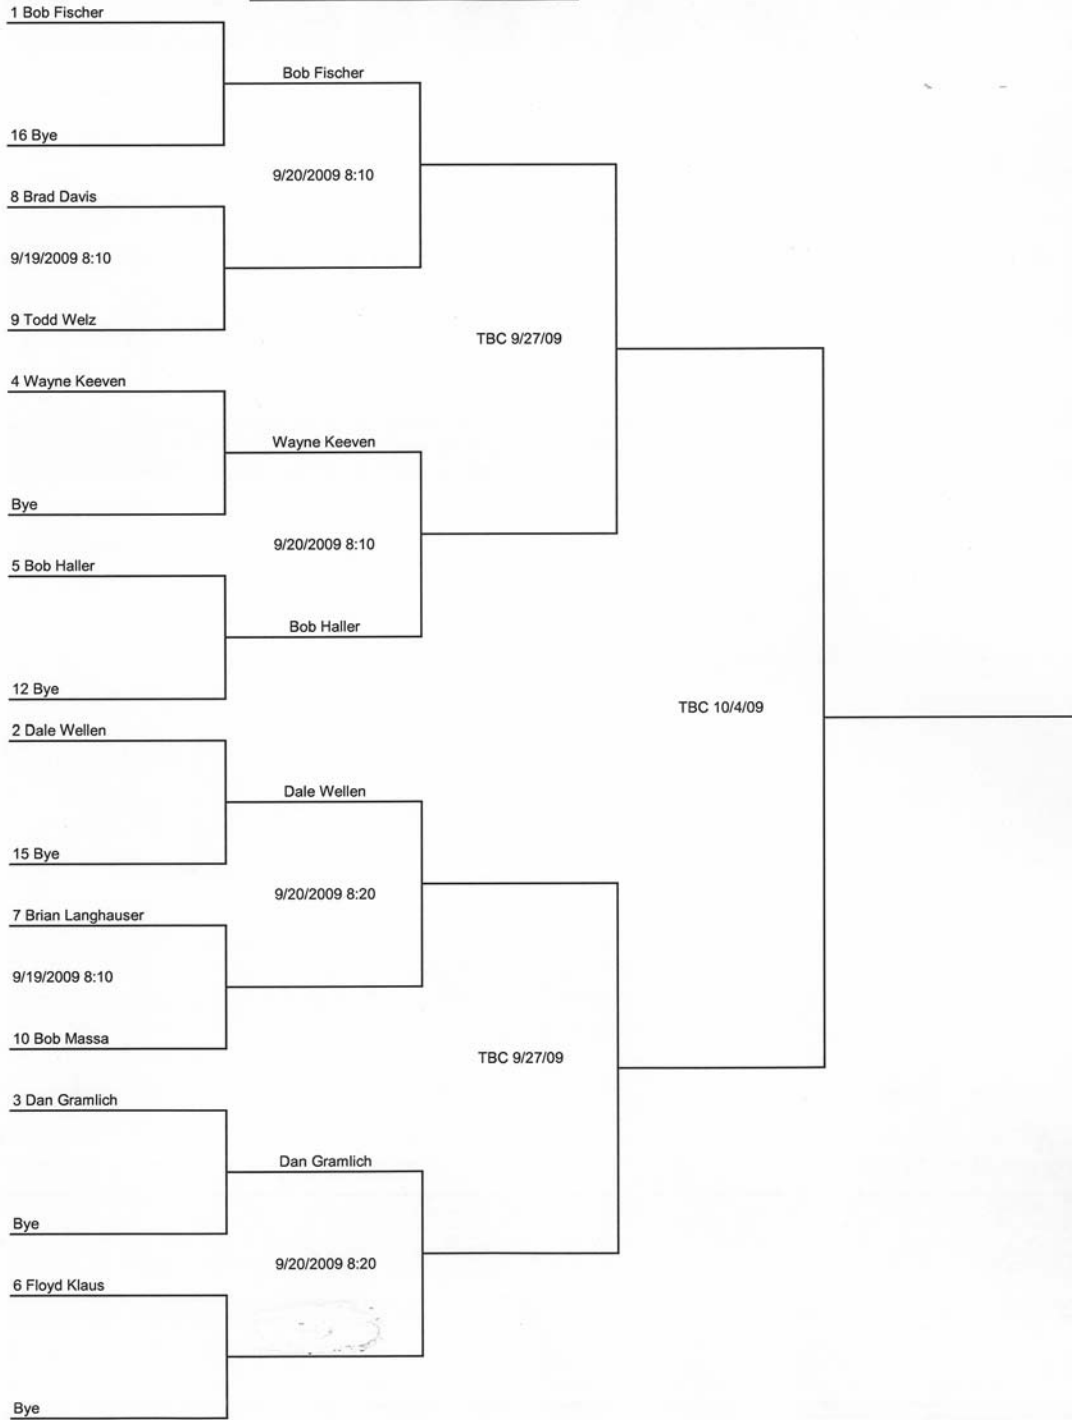 1 Bob Fischer
Bob Fischer
16 Bye
9/20/2009 8:10
8 Brad Davis
9/19/2009 8:10
9 Todd Welz
TBC 9/27/09
4 Wayne Keeven
Wayne Keeven
Bye
9/20/2009 8:10
5 Bob Haller
Bob Haller
12 Bye
TBC 10/4/09
2 Dale Wellen
Dale Wellen
15 Bye
9/20/2009 8:20
7 Brian Langhauser
9/19/2009 8:10
10 Bob Massa
TBC 9/27/09
3 Dan Gramlich
Dan Gramlich
Bye
9/20/2009 8:20
6 Floyd Klaus
Bye